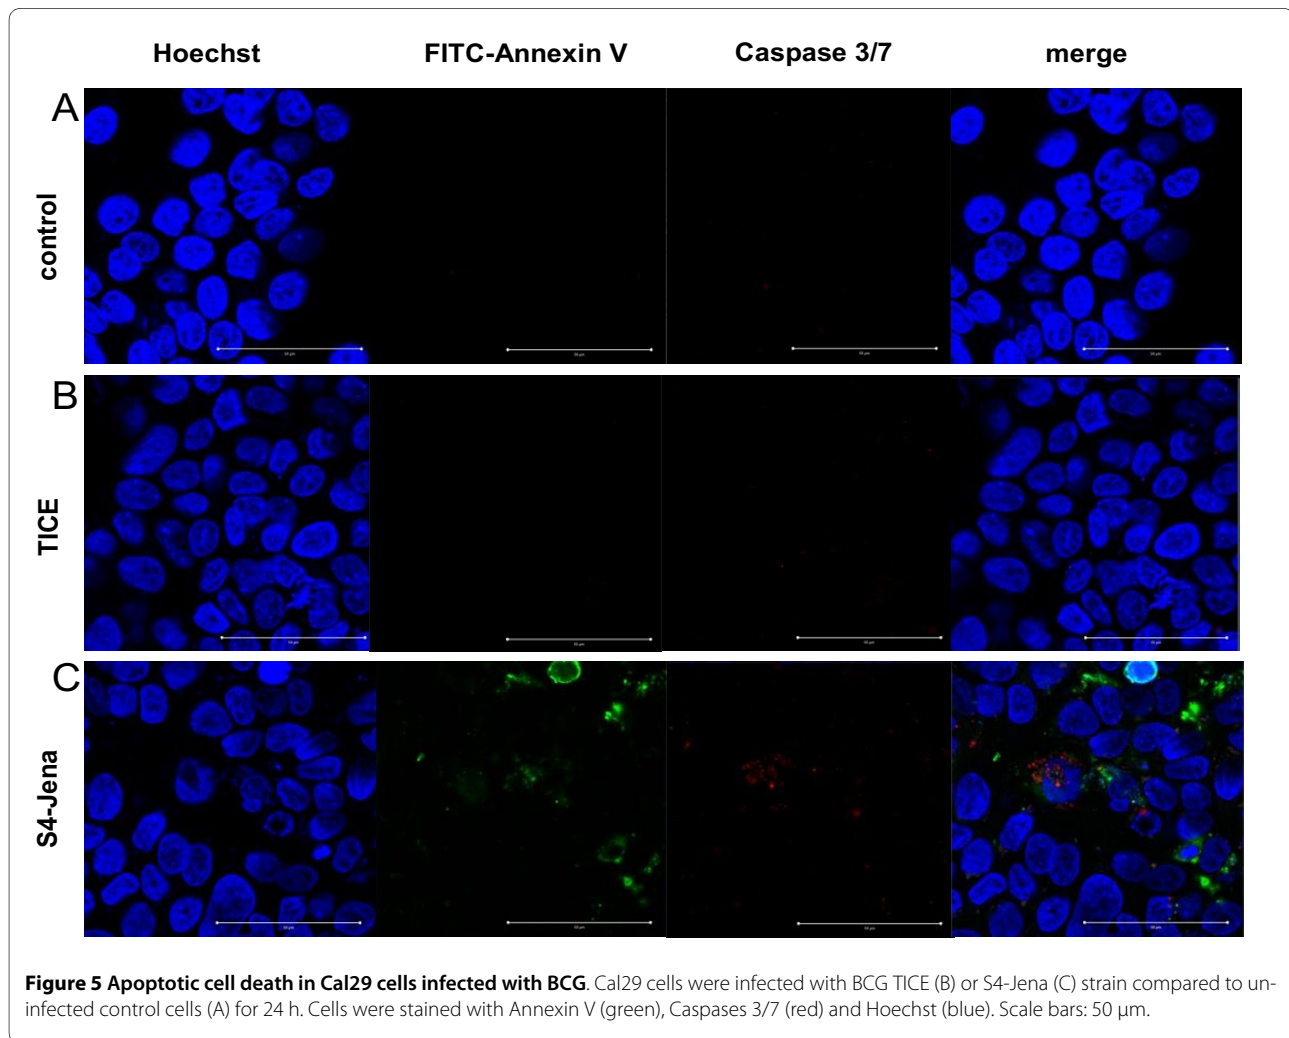 Hoechst FITC-Annexin V Caspase 3/7 merge
A
control
B
TICE
C
S4-Jena
Figure 5 Apoptotic cell death in Cal29 cells infected with BCG. Cal29 cells were infected with BCG TICE (B) or S4-Jena (C) strain compared to un-
infected control cells (A) for 24 h. Cells were stained with Annexin V (green), Caspases 3/7 (red) and Hoechst (blue). Scale bars: 50 μm.